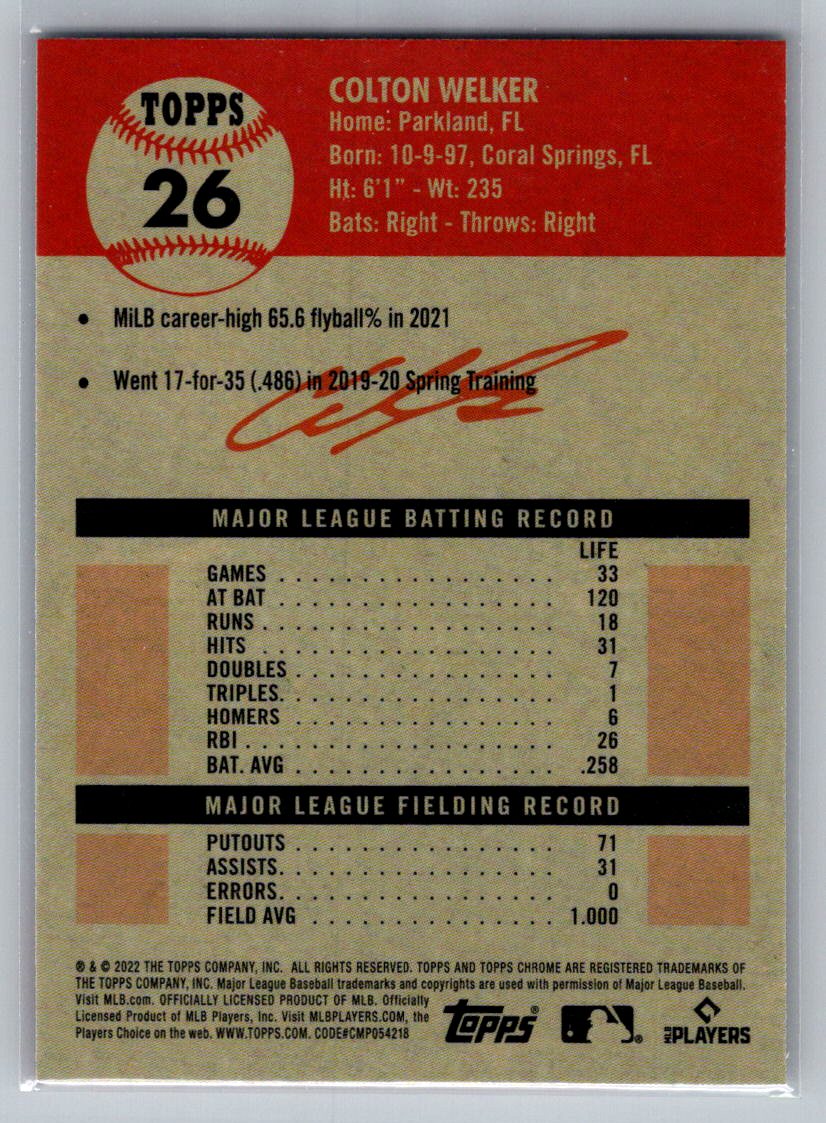 TOPPS
26
COLTON WELKER
Home: Parkland, FL
Born: 10-9-97, Coral Springs, FL
Ht: 6'1" - Wt: 235
Bats: Right - Throws: Right
• MiLB career-high 65.6 flyball% in 2021
• Went 17-for-35 (.486) in 2019-20 Spring Training
MAJOR LEAGUE BATTING RECORD
LIFE
GAMES . . . . . . . . . . . . . . . . . 33
AT BAT . . . . . . . . . . . . . . . . . 120
RUNS . . . . . . . . . . . . . . . . . . 18
HITS . . . . . . . . . . . . . . . . . . 31
DOUBLES . . . . . . . . . . . . . . . . 7
TRIPLES. . . . . . . . . . . . . . . . . 1
HOMERS . . . . . . . . . . . . . . . . 6
RBI . . . . . . . . . . . . . . . . . . . 26
BAT. AVG . . . . . . . . . . . . . . . . .258
MAJOR LEAGUE FIELDING RECORD
PUTOUTS . . . . . . . . . . . . . . . . 71
ASSISTS. . . . . . . . . . . . . . . . . 31
ERRORS. . . . . . . . . . . . . . . . . 0
FIELD AVG . . . . . . . . . . . . . . . 1.000
® & © 2022 THE TOPPS COMPANY, INC. ALL RIGHTS RESERVED. TOPPS AND TOPPS CHROME ARE REGISTERED TRADEMARKS OF
THE TOPPS COMPANY, INC. Major League Baseball trademarks and copyrights are used with permission of Major League Baseball.
Visit MLB.com. OFFICIALLY LICENSED PRODUCT OF MLB. Officially
Licensed Product of MLB Players, Inc. Visit MLBPLAYERS.COM, the
Players Choice on the web. WWW.TOPPS.COM. CODE#CMP054218
Topps®
®
MLB PLAYERS